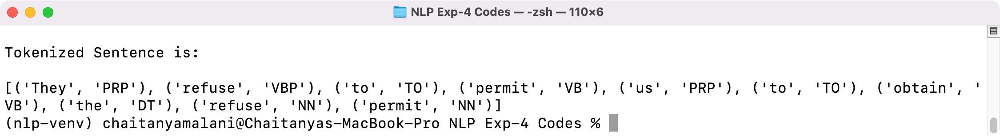 NLP Exp-4 Codes — -zsh — 110×6
Tokenized Sentence is:
[('They', 'PRP'), ('refuse', 'VBP'), ('to', 'TO'), ('permit', 'VB'), ('us', 'PRP'), ('to', 'TO'), ('obtain', '
VB'), ('the', 'DT'), ('refuse', 'NN'), ('permit', 'NN')]
(nlp-venv) chaitanyamalani@Chaitanyas-MacBook-Pro NLP Exp-4 Codes %